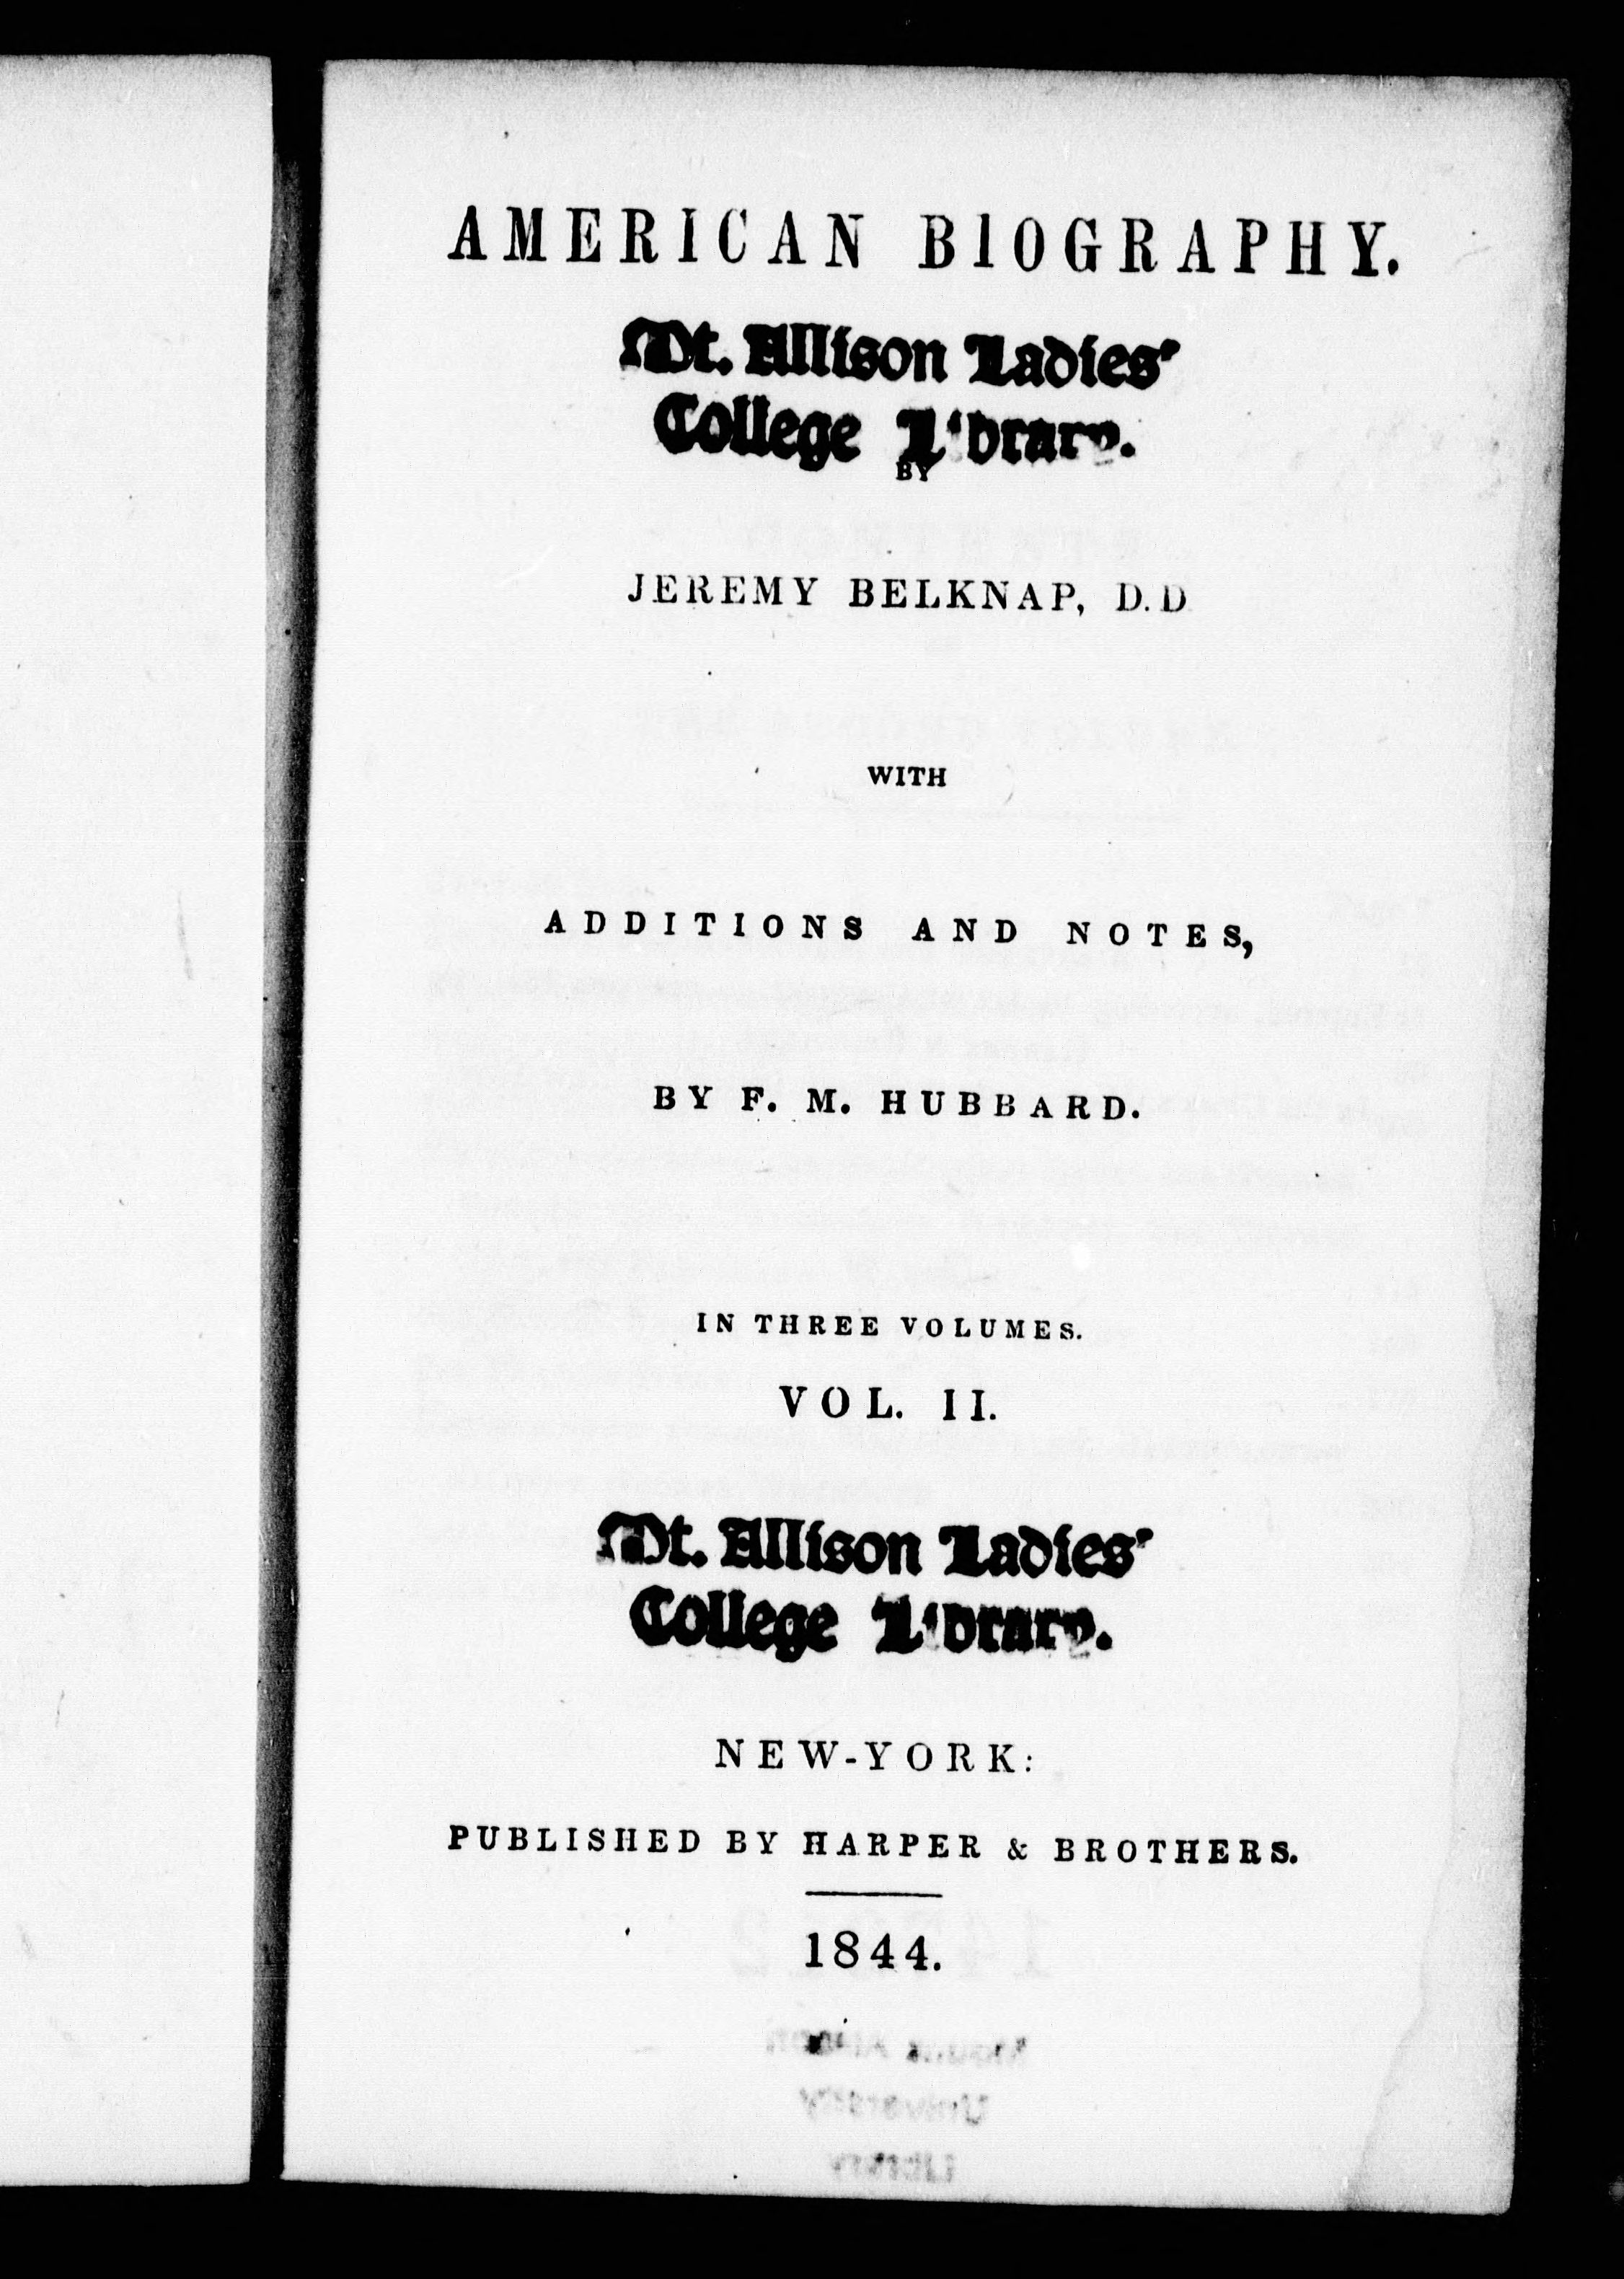 AMERICAN BIOGRAPHY.
Mt. Allison Ladies'
College Library.
BY
JEREMY BELKNAP, D.D
WITH
ADDITIONS AND NOTES,
BY F. M. HUBBARD.
IN THREE VOLUMES.
VOL. II.
Mt. Allison Ladies'
College Library.
NEW-YORK:
PUBLISHED BY HARPER & BROTHERS.
1844.